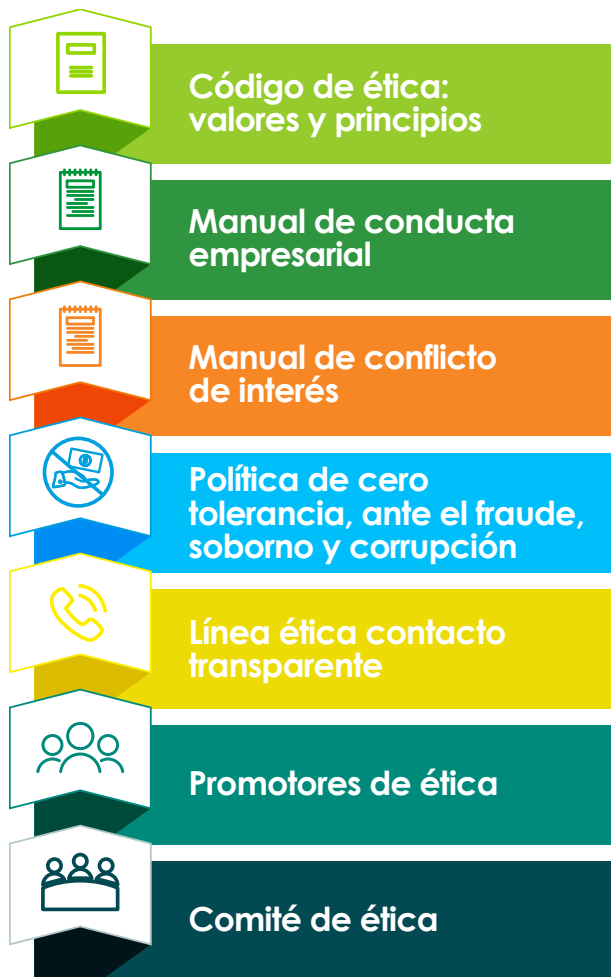 Código de ética:
valores y principios
Manual de conducta
empresarial
Manual de conflicto
de interés
Política de cero
tolerancia, ante el fraude,
soborno y corrupción
Línea ética contacto
transparente
Promotores de ética
Comité de ética